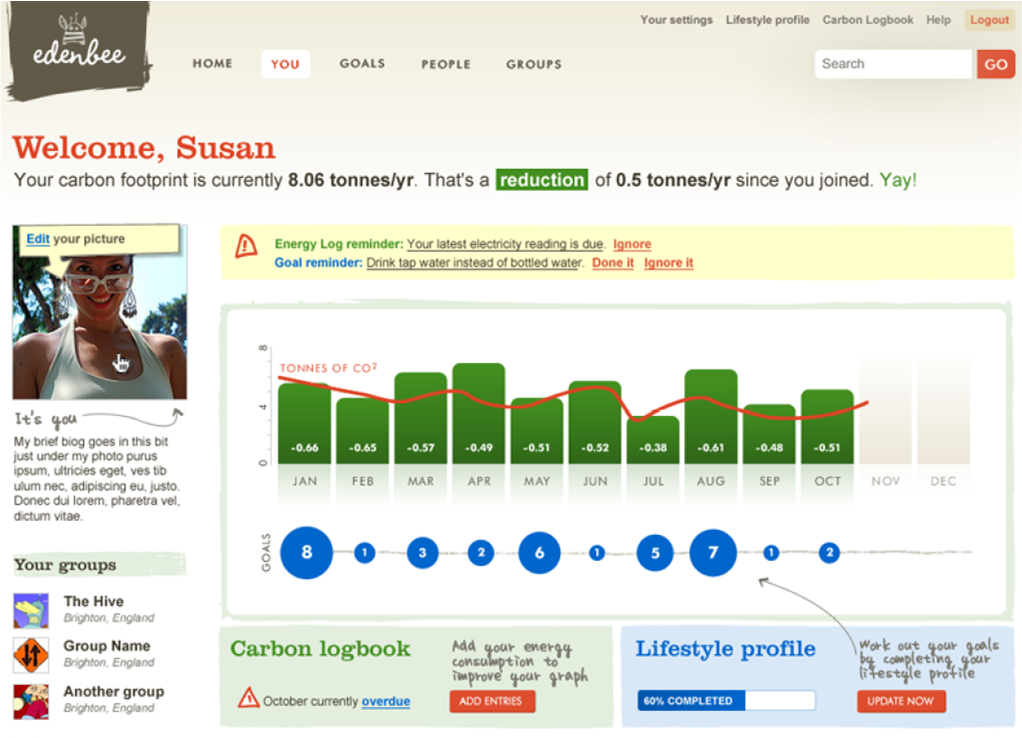 edenbee
Your settings Lifestyle profile Carbon Logbook Help Logout
HOME YOU GOALS PEOPLE GROUPS
Search GO
Welcome, Susan
Your carbon footprint is currently 8.06 tonnes/yr. That's a reduction of 0.5 tonnes/yr since you joined. Yay!
Edit your picture
Energy Log reminder: Your latest electricity reading is due. Ignore
Goal reminder: Drink tap water instead of bottled water. Done it Ignore it
It's you
My brief biog goes in this bit
just under my photo purus
ipsum, ultricies eget, ves tib
ulum nec, adipiscing eu, justo.
Donec dui lorem, pharetra vel,
dictum vitae.
Your groups
The Hive
Brighton, England
Group Name
Brighton, England
Another group
Brighton, England
TONNES OF CO²
8
4
0
-0.66 -0.65 -0.57 -0.49 -0.51 -0.52 -0.38 -0.61 -0.48 -0.51
JAN FEB MAR APR MAY JUN JUL AUG SEP OCT NOV DEC
GOALS
8 1 3 2 6 1 5 7 1 2
Carbon logbook
Add your energy
consumption to
improve your graph
October currently overdue
ADD ENTRIES
Lifestyle profile
Work out your goals
by completing your
lifestyle profile
60% COMPLETED
UPDATE NOW